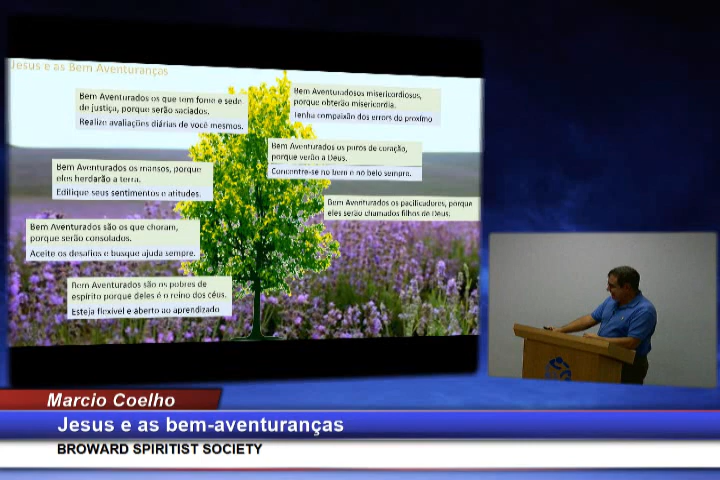 Jesus e as Bem Aventuranças
Bem Aventurados os que tem fome e sede
de justiça, porque serão saciados.
Realize avaliações diárias de você mesmos.
Bem Aventuradosos misericordiosos,
porque obterão misericórdia.
Tenha compaixão dos errors do proximo
Bem Aventurados os puros de coração,
porque verão a Deus.
Concentre-se no bem e no belo sempre.
Bem Aventurados os mansos, porque
eles herdarão a terra.
Edifique seus sentimentos e atitudes.
Bem Aventurados os pacificadores, porque
eles serão chamados filhos de Deus.
Bem Aventurados são os que choram,
porque serão consolados.
Aceite os desafios e busque ajuda sempre.
Bem Aventurados são os pobres de
espírito porque deles é o reino dos céus.
Esteja flexível e aberto ao aprendizado
Marcio Coelho
Jesus e as bem-aventuranças
BROWARD SPIRITIST SOCIETY